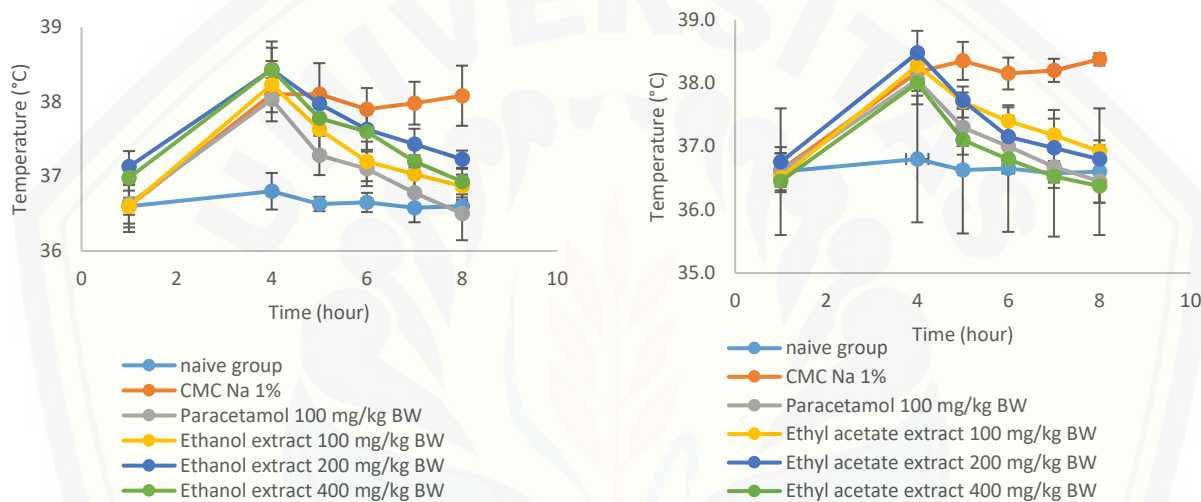 Temperature (°C)
39
38
37
36
0
2
4
6
8
10
Time (hour)
naive group
CMC Na 1%
Paracetamol 100 mg/kg BW
Ethanol extract 100 mg/kg BW
Ethanol extract 200 mg/kg BW
Ethanol extract 400 mg/kg BW
Temperature (°C)
39.0
38.0
37.0
36.0
35.0
0
2
4
6
8
10
Time (hour)
naive group
CMC Na 1%
Paracetamol 100 mg/kg BW
Ethyl acetate extract 100 mg/kg BW
Ethyl acetate extract 200 mg/kg BW
Ethyl acetate extract 400 mg/kg BW